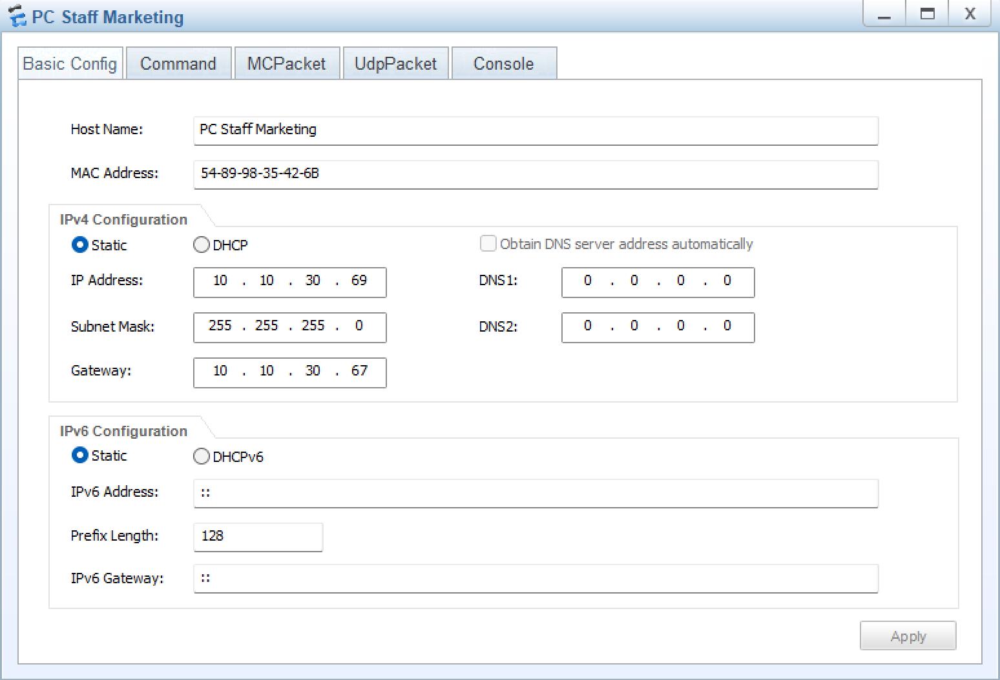 PC Staff Marketing
Basic Config Command MCPacket UdpPacket Console
Host Name: PC Staff Marketing
MAC Address: 54-89-98-35-42-6B
IPv4 Configuration
Static DHCP Obtain DNS server address automatically
IP Address: 10 . 10 . 30 . 69 DNS1: 0 . 0 . 0 . 0
Subnet Mask: 255 . 255 . 255 . 0 DNS2: 0 . 0 . 0 . 0
Gateway: 10 . 10 . 30 . 67
IPv6 Configuration
Static DHCPv6
IPv6 Address: ::
Prefix Length: 128
IPv6 Gateway: ::
Apply